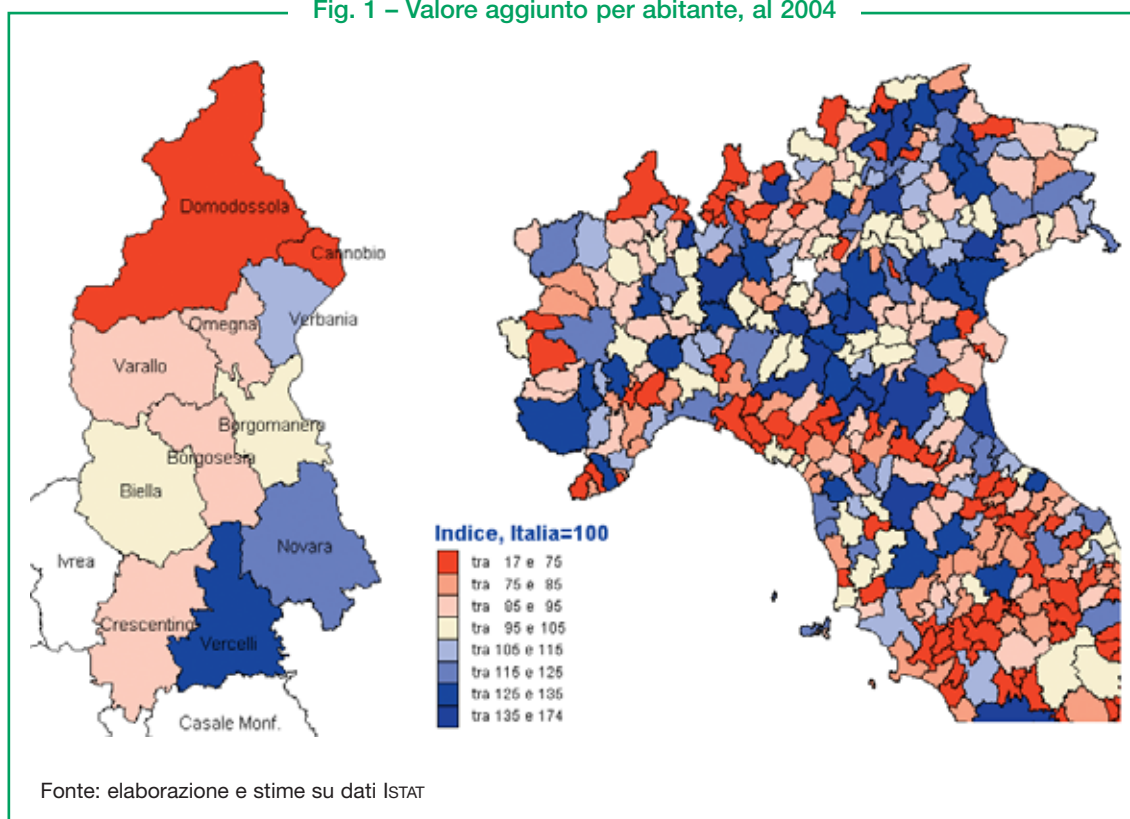 Fig. 1 – Valore aggiunto per abitante, al 2004
Domodossola
Cannobio
Verbania
Omegna
Varallo
Borgomanero
Borgosesia
Biella
Novara
Ivrea
Crescentino
Vercelli
Casale Monf.
Indice, Italia=100
tra 17 e 75
tra 75 e 85
tra 85 e 95
tra 95 e 105
tra 105 e 115
tra 115 e 125
tra 125 e 135
tra 135 e 174
Fonte: elaborazione e stime su dati ISTAT